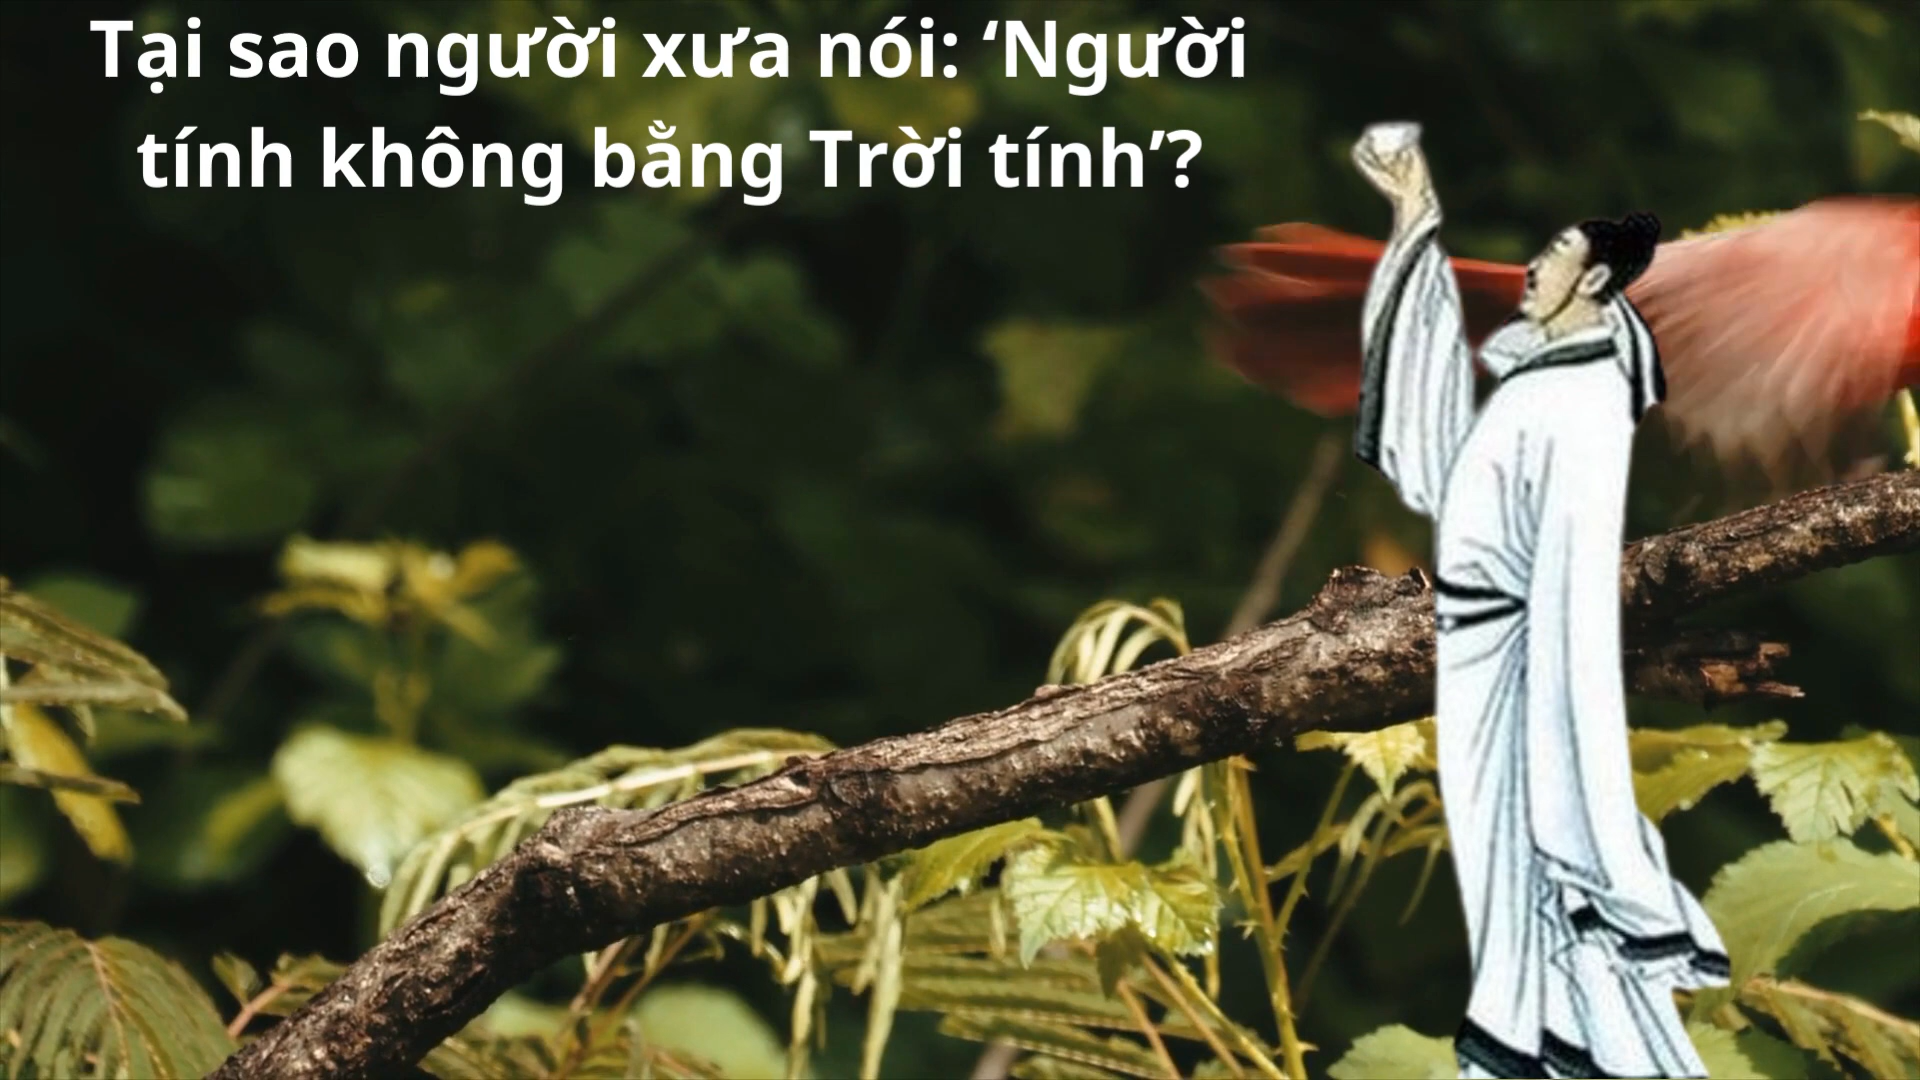 Tại sao người xưa nói: ‘Người
tính không bằng Trời tính’?